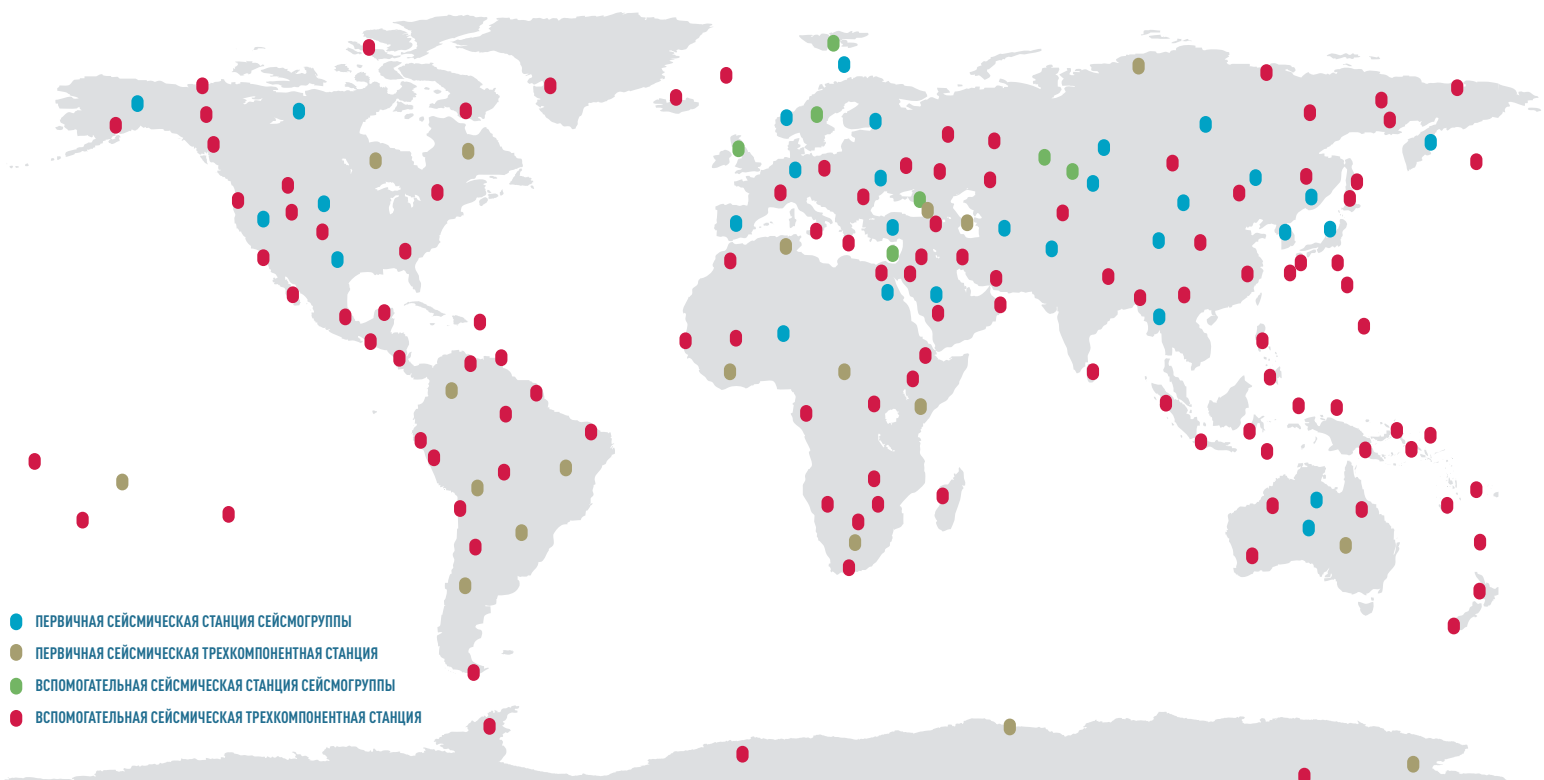 ПЕРВИЧНАЯ СЕЙСМИЧЕСКАЯ СТАНЦИЯ СЕЙСМОГРУППЫ
ПЕРВИЧНАЯ СЕЙСМИЧЕСКАЯ ТРЕХКОМПОНЕНТНАЯ СТАНЦИЯ
ВСПОМОГАТЕЛЬНАЯ СЕЙСМИЧЕСКАЯ СТАНЦИЯ СЕЙСМОГРУППЫ
ВСПОМОГАТЕЛЬНАЯ СЕЙСМИЧЕСКАЯ ТРЕХКОМПОНЕНТНАЯ СТАНЦИЯ